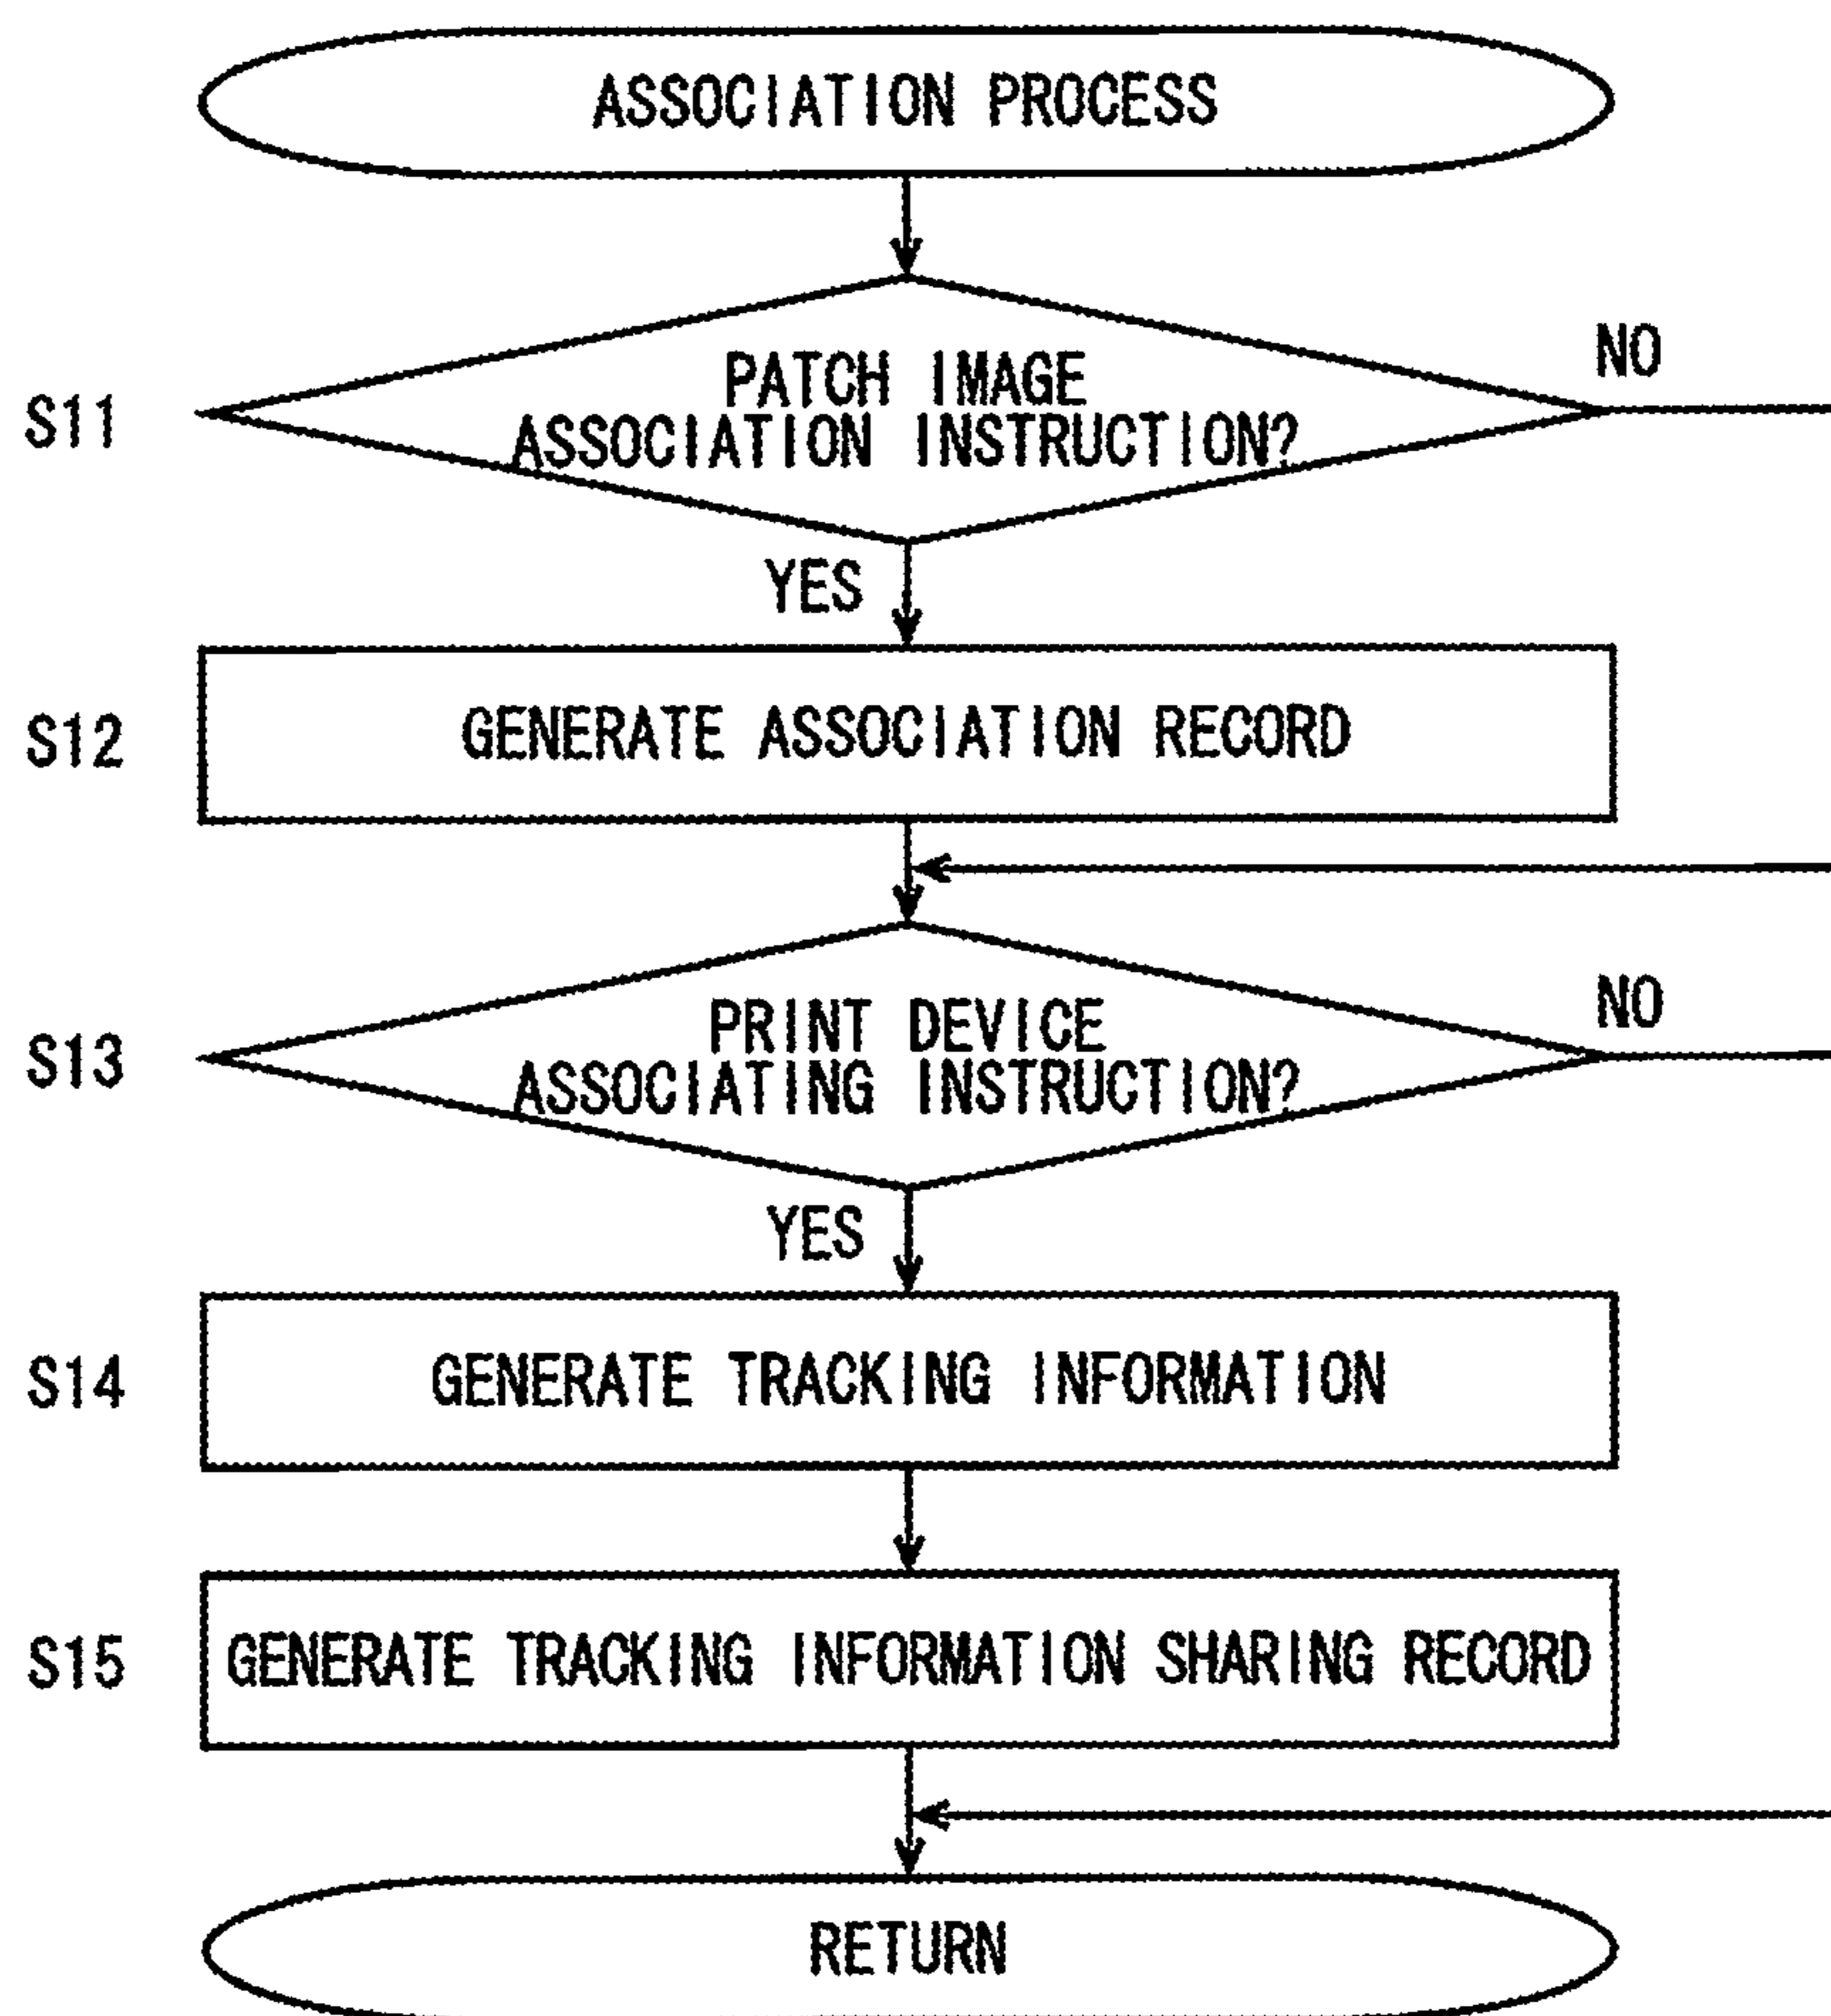 ASSOCIATION PROCESS
NO
PATCH IMAGE
S11
ASSOCIATION INSTRUCTION?
YES
S12
GENERATE ASSOCIATION RECORD
NO
PRINT DEVICE
S13
ASSOCIATING INSTRUCTION?
YES
S14
GENERATE TRACKING INFORMATION
S15
GENERATE TRACKING INFORMATION SHARING RECORD
RETURN